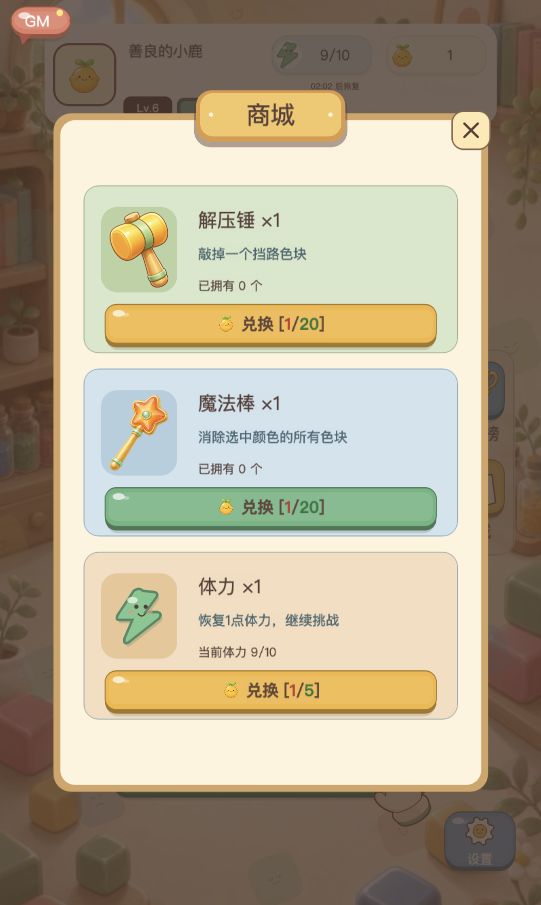 GM
善良的小鹿
9/10
1
02:02 后恢复
Lv.6
商城
解压锤 ×1
敲掉一个挡路色块
已拥有 0 个
兑换 [1/20]
魔法棒 ×1
消除选中颜色的所有色块
已拥有 0 个
兑换 [1/20]
榜
体力 ×1
恢复1点体力，继续挑战
当前体力 9/10
兑换 [1/5]
设置